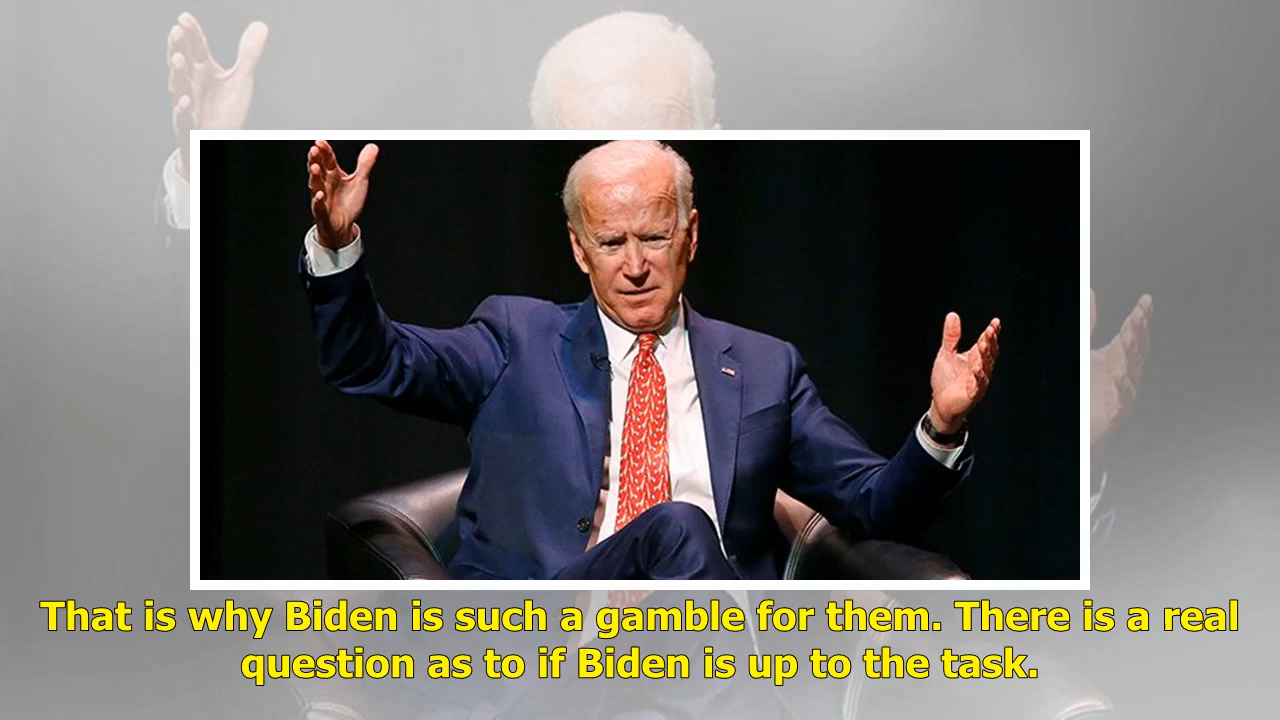 That is why Biden is such a gamble for them. There is a real
question as to if Biden is up to the task.